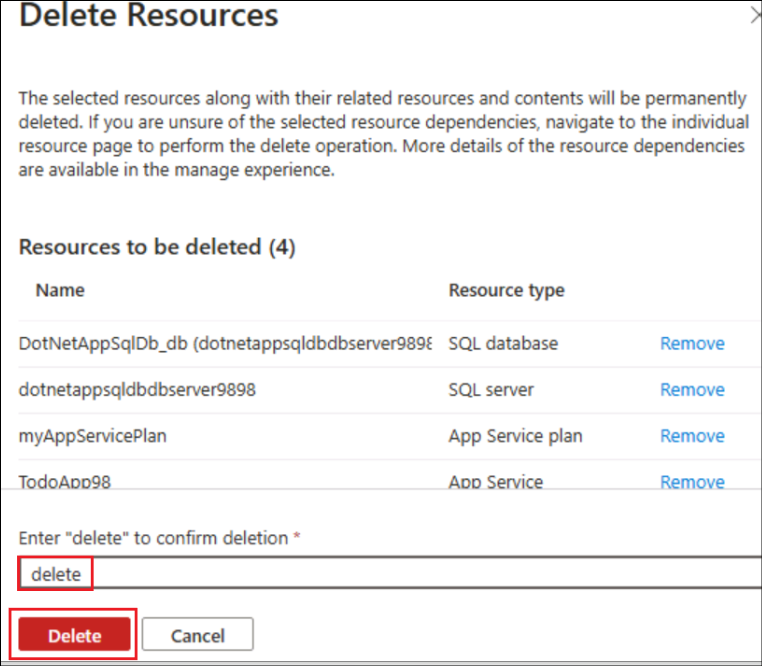 Delete Resources
The selected resources along with their related resources and contents will be permanently
deleted. If you are unsure of the selected resource dependencies, navigate to the individual
resource page to perform the delete operation. More details of the resource dependencies
are available in the manage experience.
Resources to be deleted (4)
Name Resource type
DotNetAppSqlDb_db (dotnetappsqldbdbserver9898 SQL database Remove
dotnetappsqldbdbserver9898 SQL server Remove
myAppServicePlan App Service plan Remove
TodoApp98 App Service Remove
Enter "delete" to confirm deletion *
delete
Delete Cancel